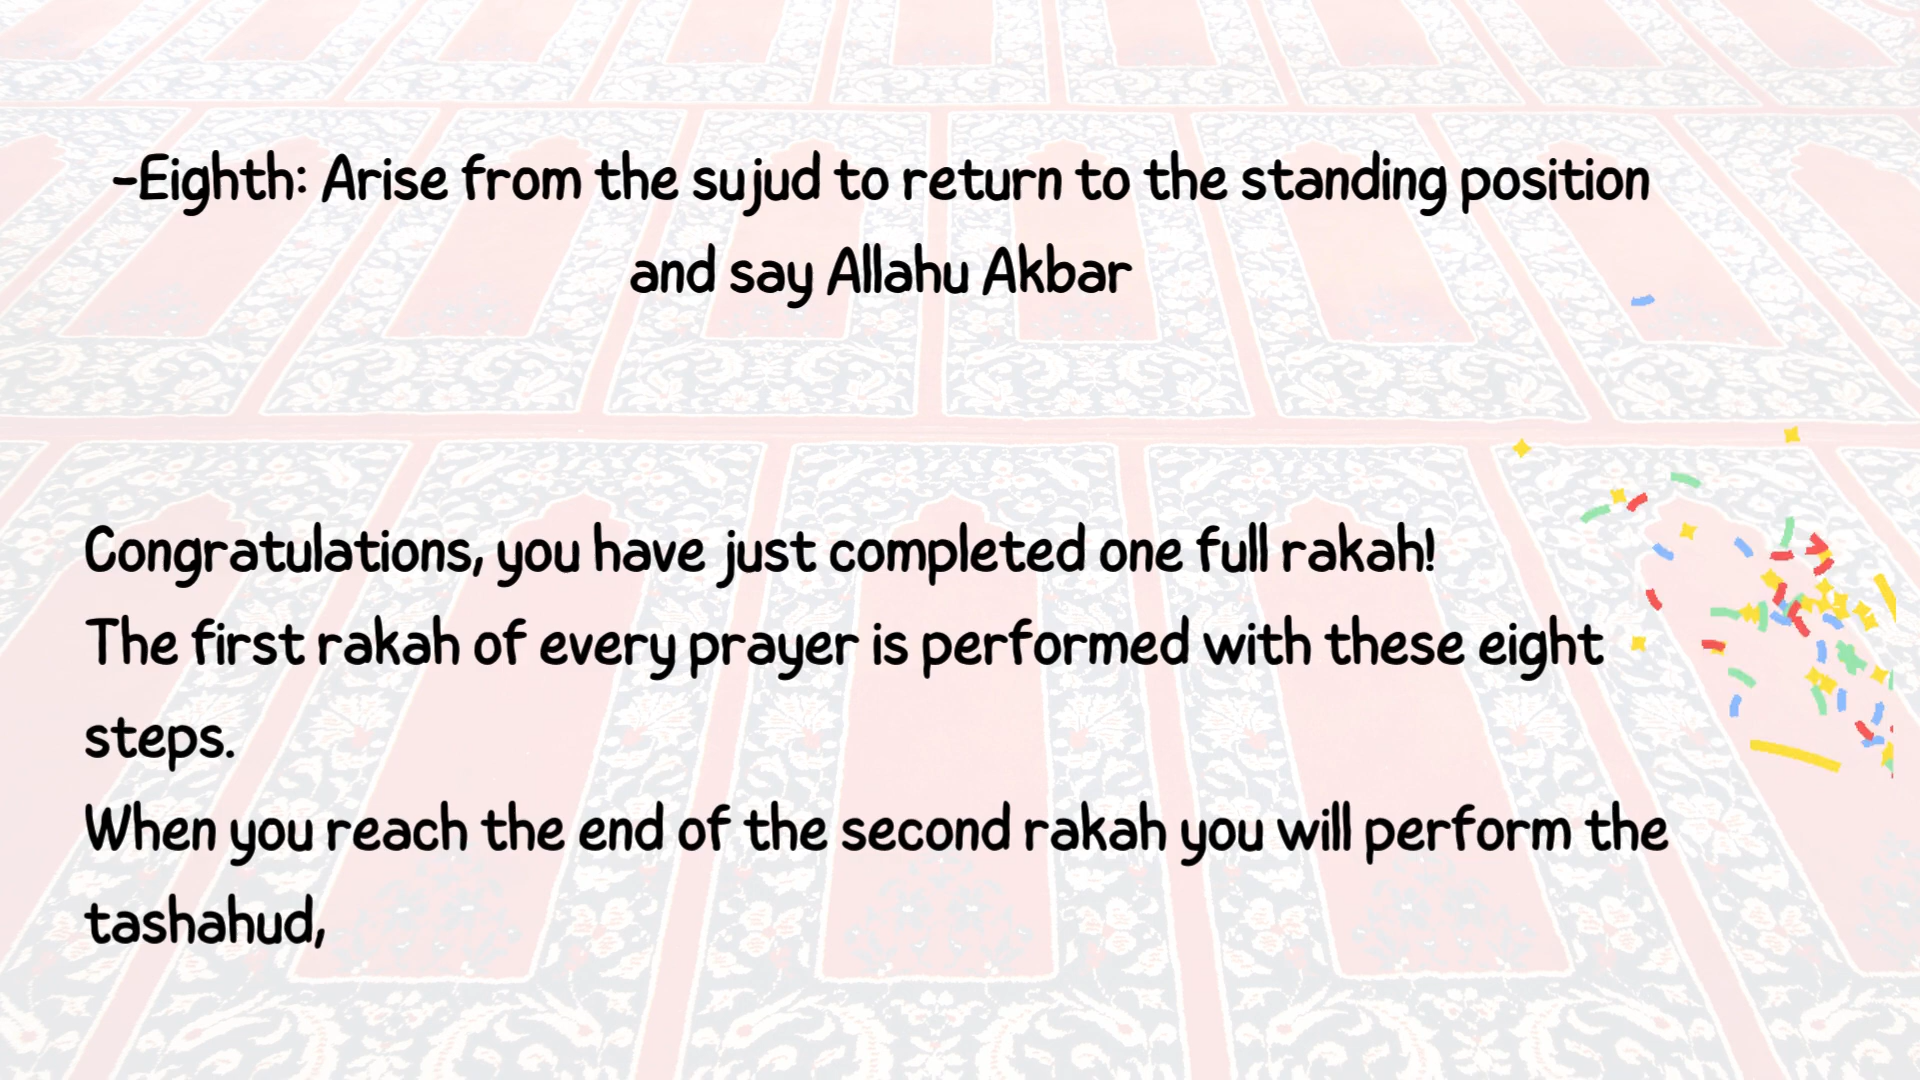 -Eighth: Arise from the sujud to return to the standing position
and say Allahu Akbar
Congratulations, you have just completed one full rakah!
The first rakah of every prayer is performed with these eight
steps.
When you reach the end of the second rakah you will perform the
tashahud,